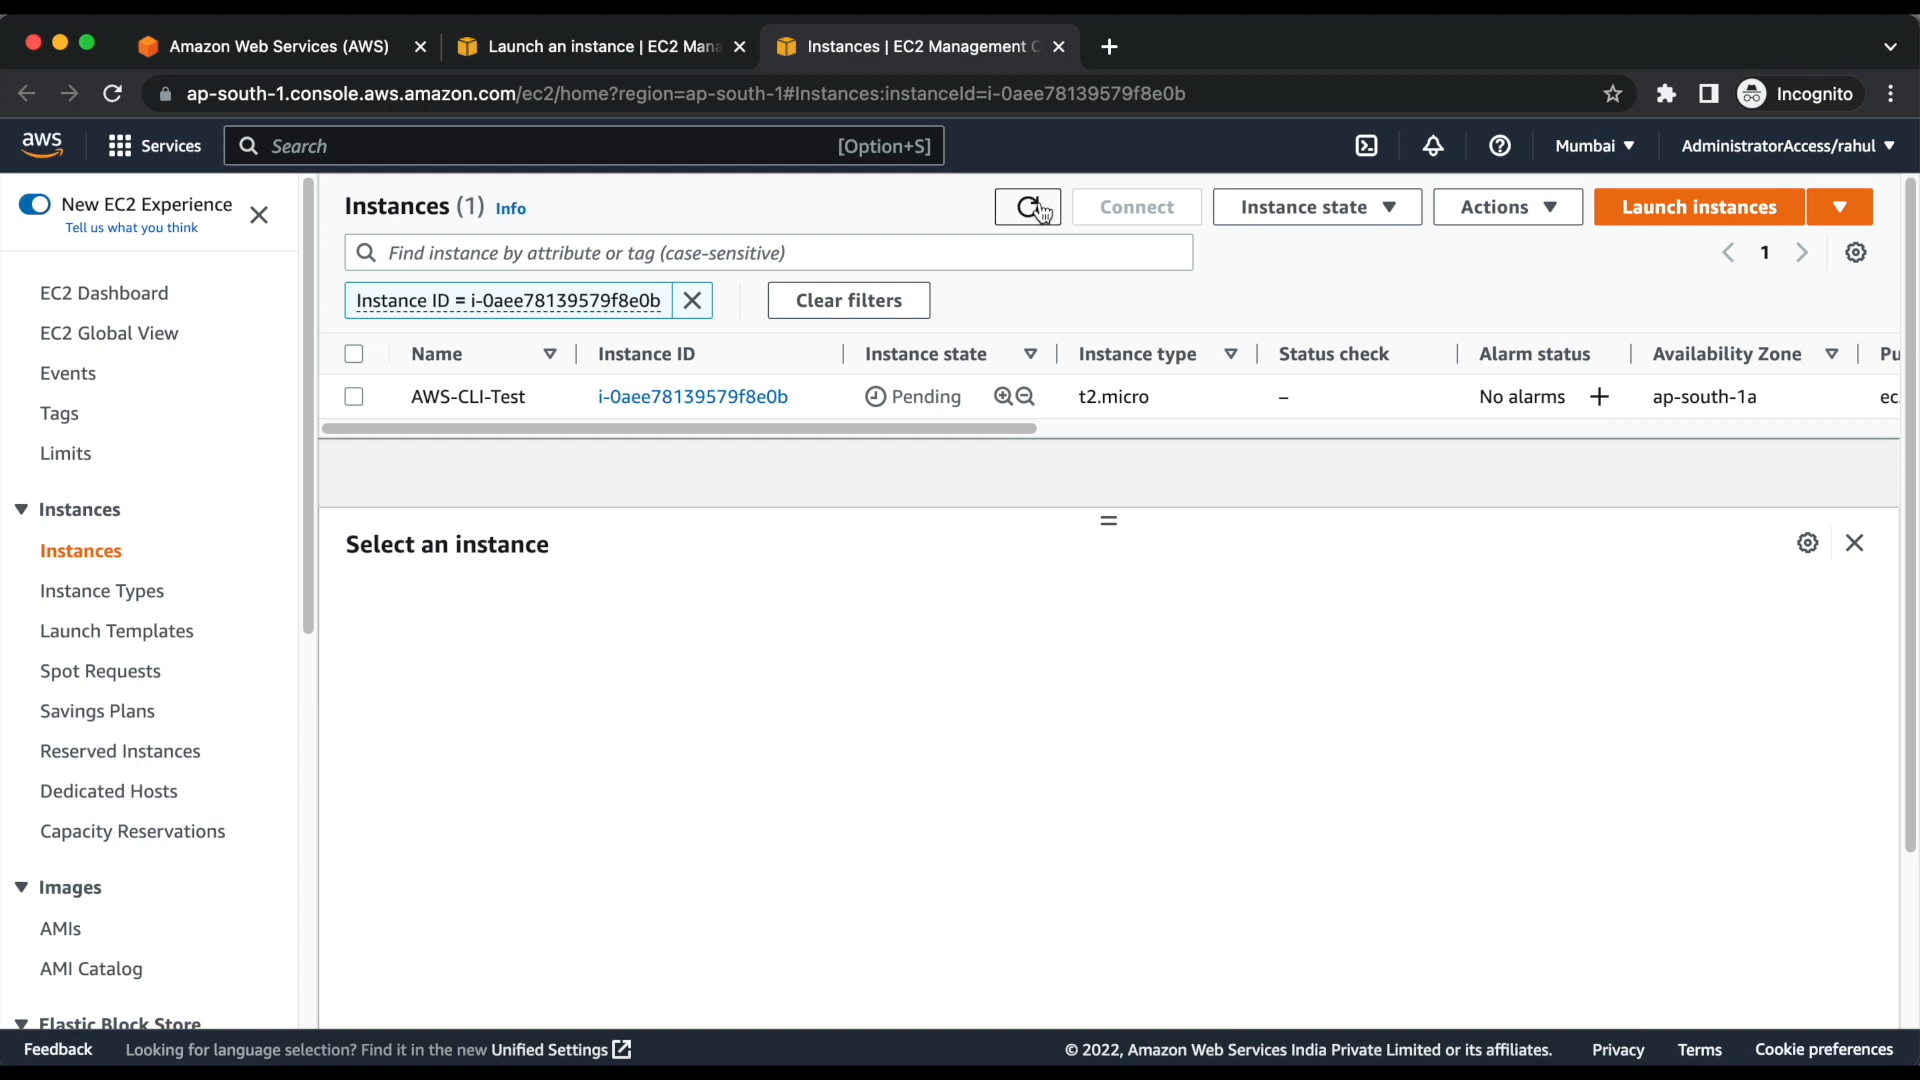 Amazon Web Services (AWS)
Launch an instance | EC2 Mana
Instances | EC2 Management C
ap-south-1.console.aws.amazon.com/ec2/home?region=ap-south-1#Instances:instanceId=i-0aee78139579f8e0b
Incognito
aws
Services
Search
[Option+S]
Mumbai
AdministratorAccess/rahul
New EC2 Experience
Tell us what you think
EC2 Dashboard
EC2 Global View
Events
Tags
Limits
Instances
Instances
Instance Types
Launch Templates
Spot Requests
Savings Plans
Reserved Instances
Dedicated Hosts
Capacity Reservations
Images
AMIs
AMI Catalog
Elastic Block Store
Instances (1) Info
Connect
Instance state
Actions
Launch instances
Find instance by attribute or tag (case-sensitive)
1
Instance ID = i-0aee78139579f8e0b
Clear filters
Name Instance ID Instance state Instance type Status check Alarm status Availability Zone Pu
AWS-CLI-Test i-0aee78139579f8e0b Pending t2.micro – No alarms + ap-south-1a ec
Select an instance
Feedback
Looking for language selection? Find it in the new Unified Settings
© 2022, Amazon Web Services India Private Limited or its affiliates.
Privacy
Terms
Cookie preferences